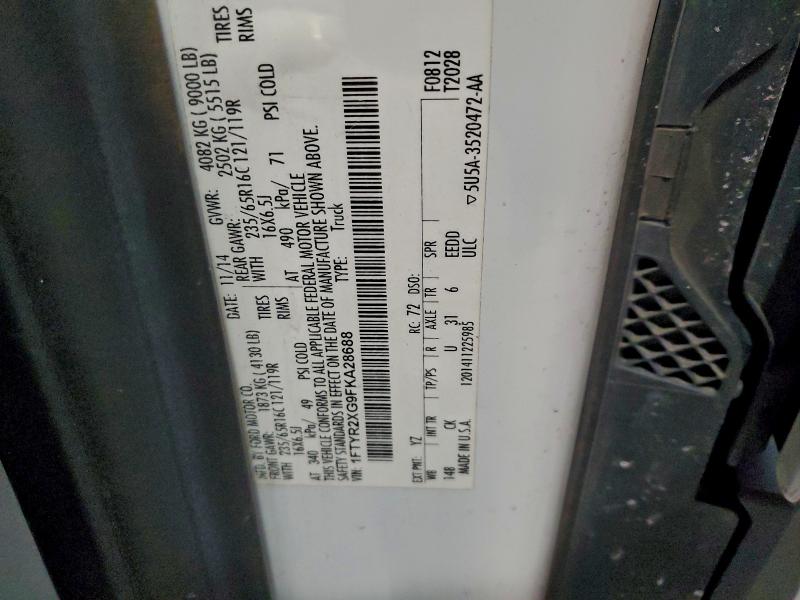 MFD. BY FORD MOTOR CO.
DATE: 11/14 GVWR: 4082 KG ( 9000 LB)
FRONT GAWR: 1873 KG ( 4130 LB) REAR GAWR: 2502 KG ( 5515 LB)
WITH 235/65R16C 121/119R TIRES WITH 235/65R16C 121/119R TIRES
16X6.5J RIMS 16X6.5J RIMS
AT 340 kPa/ 49 PSI COLD AT 490 kPa/ 71 PSI COLD
THIS VEHICLE CONFORMS TO ALL APPLICABLE FEDERAL MOTOR VEHICLE
SAFETY STANDARDS IN EFFECT ON THE DATE OF MANUFACTURE SHOWN ABOVE.
VIN: 1FTYR2XG9FKA28688 TYPE: Truck
F0812
T2028
EXT PNT: YZ RC: 72 DSO:
WB INT TR TP/PS R AXLE TR SPR
148 CK U 31 6 EEDD
ULC
MADE IN U.S.A. 1201411225985
▽5U5A-3520472-AA